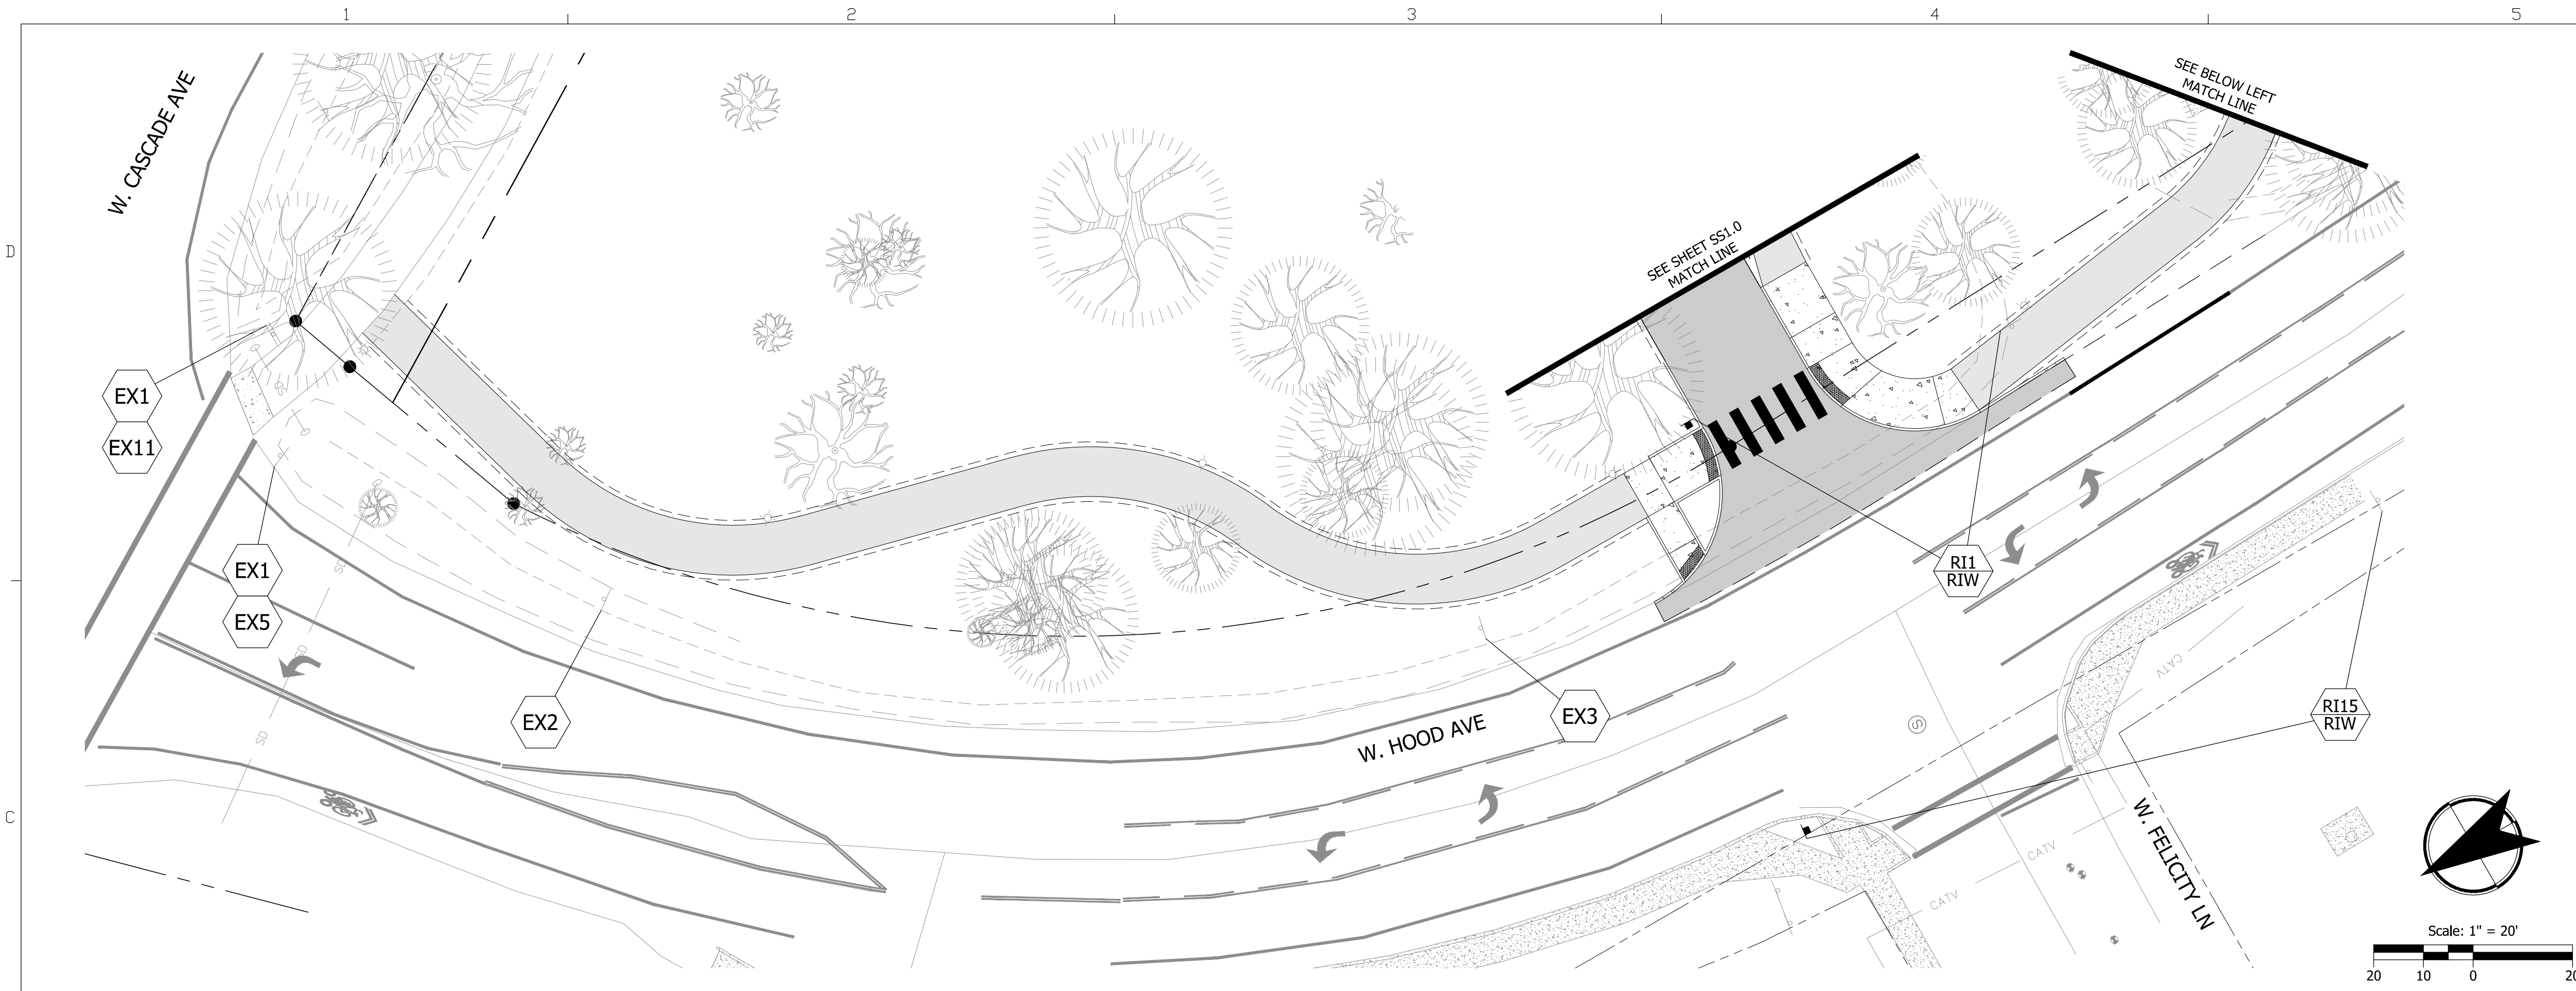 1
2
3
4
5
D
C
W. CASCADE AVE
SEE BELOW LEFT
MATCH LINE
SEE SHEET SS1.0
MATCH LINE
EX1
EX11
EX1
EX5
EX2
EX3
RI1
RIW
RI15
RIW
SD
SD
SD
SD
W. HOOD AVE
W. FELICITY LN
CATV
CATV
CATV
S
Scale: 1" = 20'
20
10
0
20